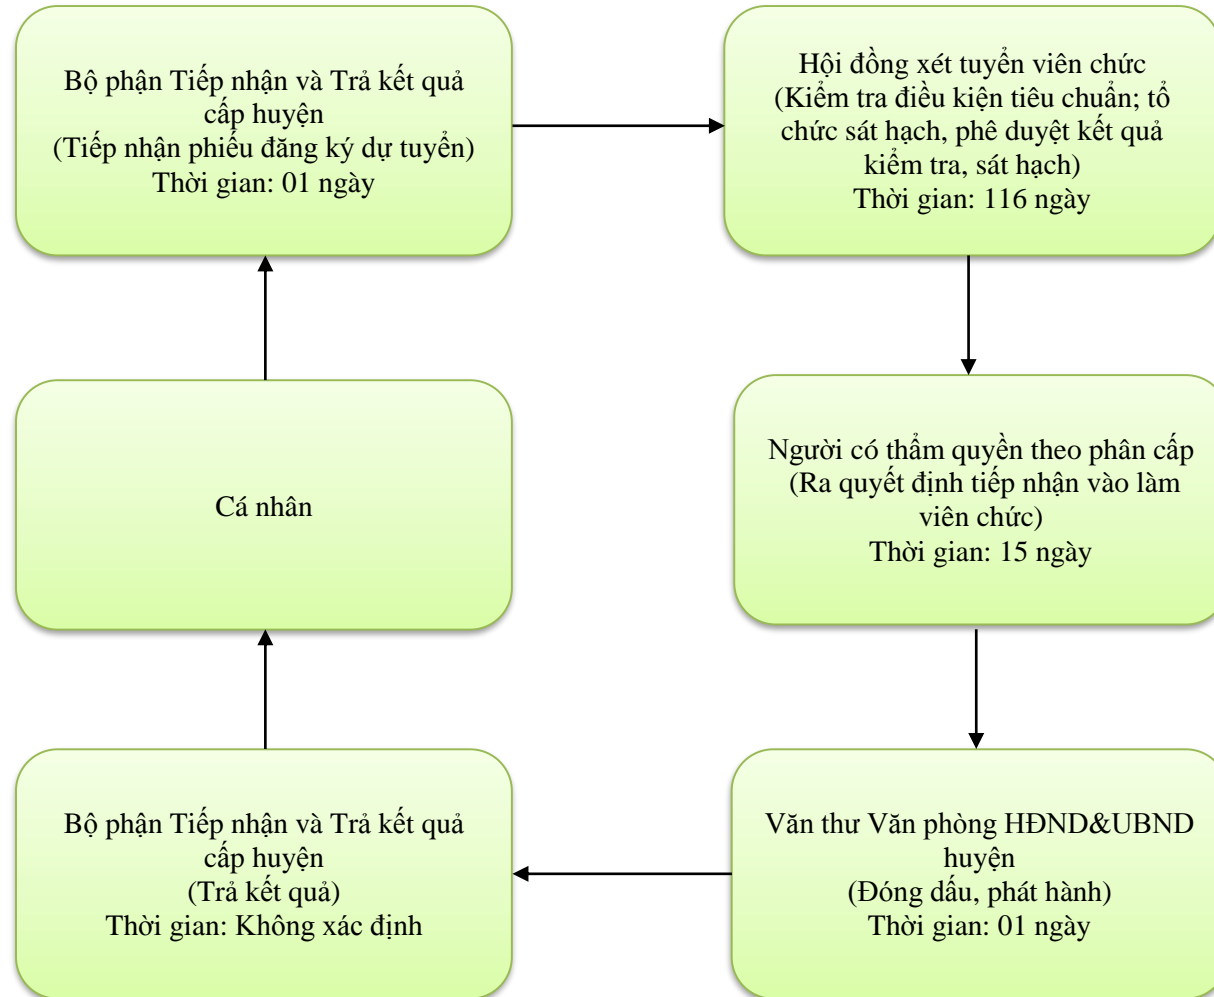 Bộ phận Tiếp nhận và Trả kết quả
cấp huyện
(Tiếp nhận phiếu đăng ký dự tuyển)
Thời gian: 01 ngày
Hội đồng xét tuyển viên chức
(Kiểm tra điều kiện tiêu chuẩn; tổ
chức sát hạch, phê duyệt kết quả
kiểm tra, sát hạch)
Thời gian: 116 ngày
Cá nhân
Người có thẩm quyền theo phân cấp
(Ra quyết định tiếp nhận vào làm
viên chức)
Thời gian: 15 ngày
Bộ phận Tiếp nhận và Trả kết quả
cấp huyện
(Trả kết quả)
Thời gian: Không xác định
Văn thư Văn phòng HĐND&UBND
huyện
(Đóng dấu, phát hành)
Thời gian: 01 ngày